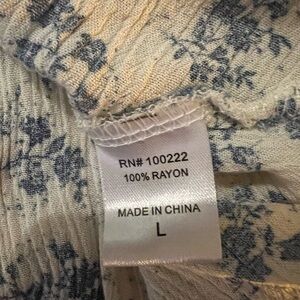 RN# 100222
100% RAYON
MADE IN CHINA
L